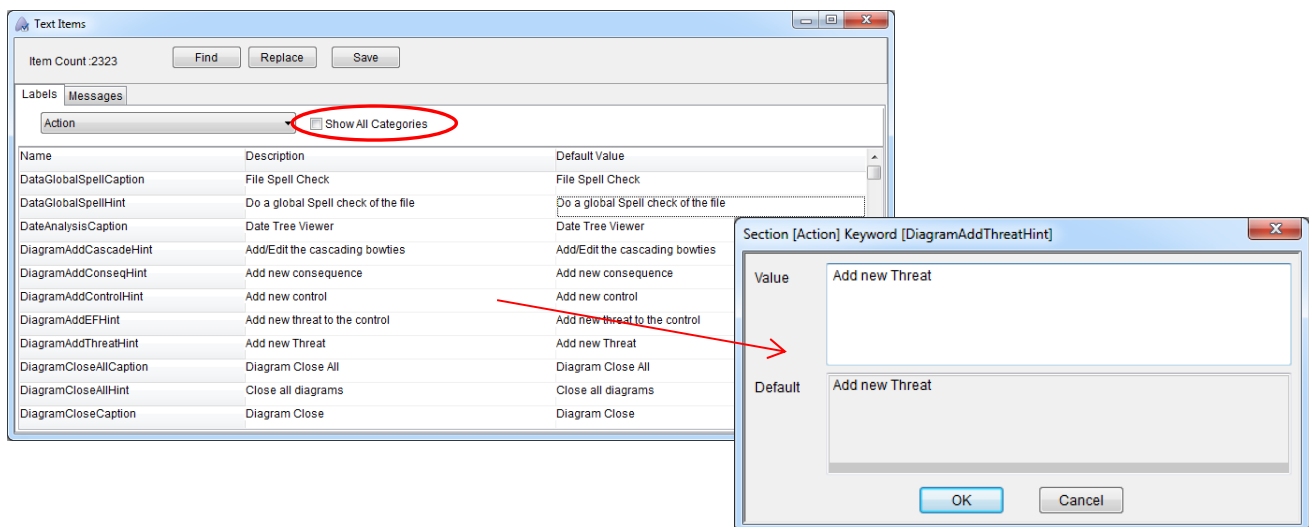 Text Items
Item Count :2323 Find Replace Save
Labels Messages
Action Show All Categories
Name Description Default Value
DataGlobalSpellCaption File Spell Check File Spell Check
DataGlobalSpellHint Do a global Spell check of the file Do a global Spell check of the file
DateAnalysisCaption Date Tree Viewer Date Tree Viewer
DiagramAddCascadeHint Add/Edit the cascading bowties Add/Edit the cascading bowties
DiagramAddConseqHint Add new consequence Add new consequence
DiagramAddControlHint Add new control Add new control
DiagramAddEFHint Add new threat to the control Add new threat to the control
DiagramAddThreatHint Add new Threat Add new Threat
DiagramCloseAllCaption Diagram Close All Diagram Close All
DiagramCloseAllHint Close all diagrams Close all diagrams
DiagramCloseCaption Diagram Close Diagram Close
Section [Action] Keyword [DiagramAddThreatHint]
Value Add new Threat
Default Add new Threat
OK Cancel